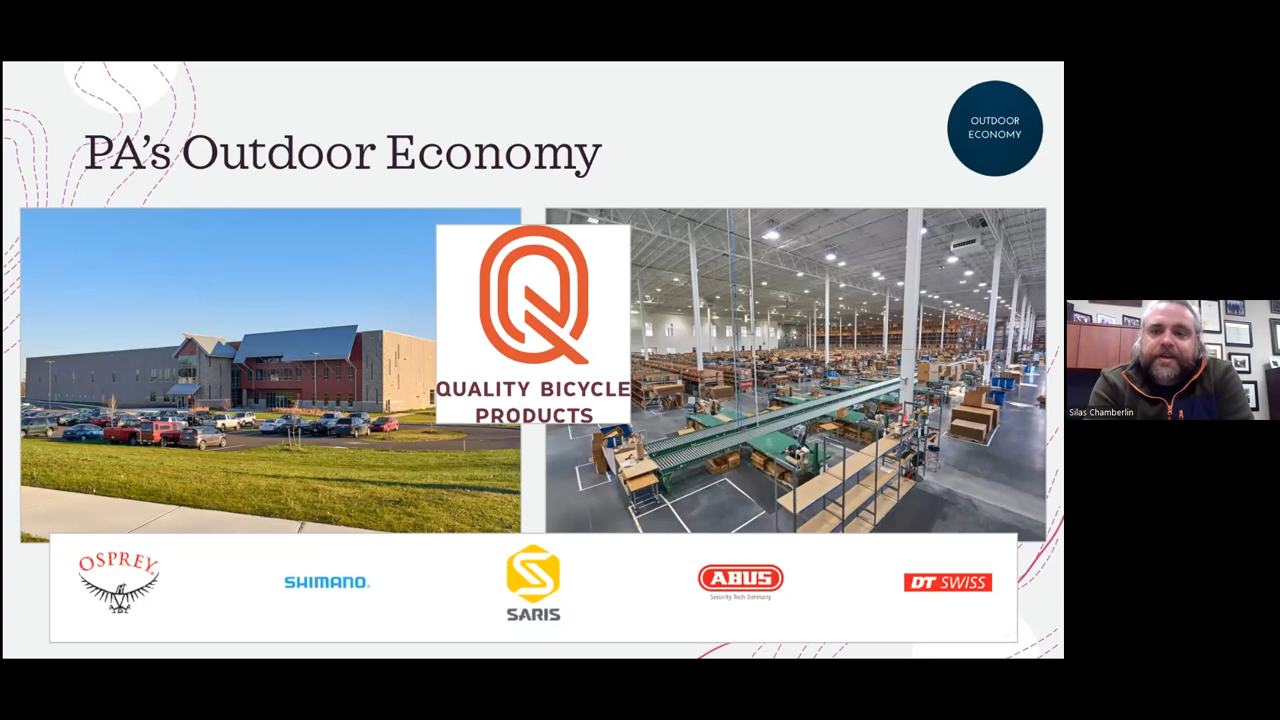 PA's Outdoor Economy
OUTDOOR
ECONOMY
QUALITY BICYCLE
PRODUCTS
OSPREY
SHIMANO
SARIS
ABUS
Security Tech Germany
DT SWISS
Silas Chamberlin